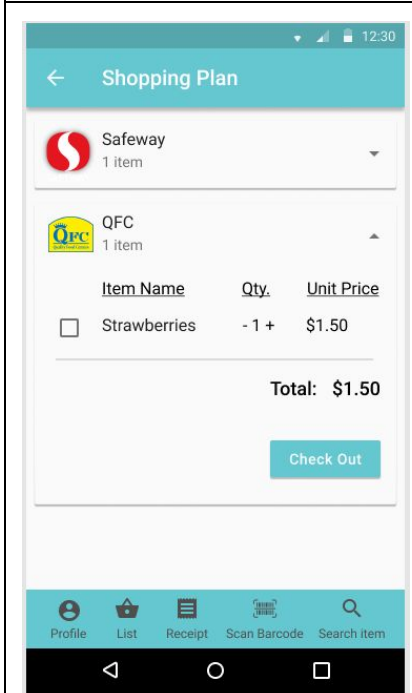 12:30
Shopping Plan
Safeway
1 item
QFC
QFC
1 item
Item Name Qty. Unit Price
Strawberries - 1 + $1.50
Total: $1.50
Check Out
Profile List Receipt Scan Barcode Search item